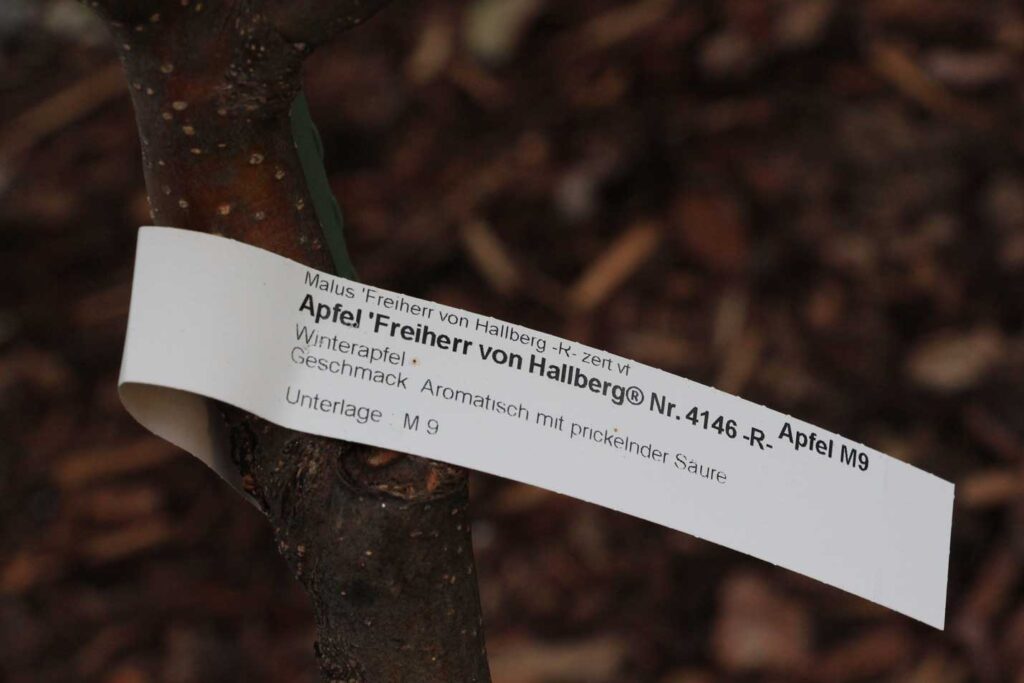 Malus 'Freiherr von Hallberg -R- zert vf
Apfel 'Freiherr von Hallberg® Nr. 4146 -R- Apfel M9
Winterapfel
Geschmack Aromatisch mit prickelnder Säure
Unterlage M 9